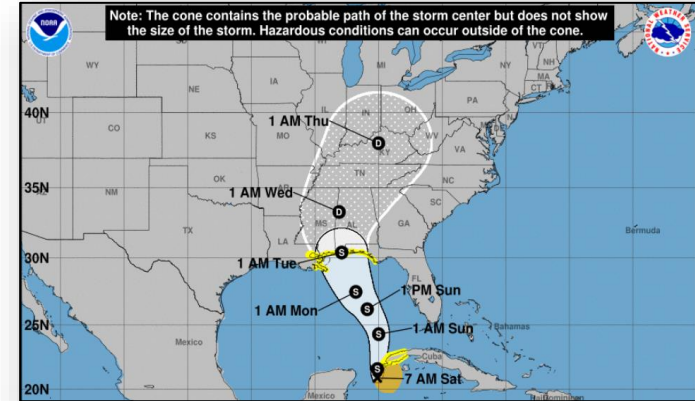 Note: The cone contains the probable path of the storm center but does not show
the size of the storm. Hazardous conditions can occur outside of the cone.
NOAA
WY
IA
MI
NY
VT
NH
MA
CT
NE
PA
40N
IL
IN
OH
UT
CO
KS
MO
1 AM Thu
D
WV
VA
KY
35N
OK
TN
NC
NM
AR
1 AM Wed
D
SC
TX
MS
AL
GA
LA
Bermuda
30N
1 AM Tue
S
FL
1 AM Mon
S
1 PM Sun
S
25N
S
1 AM Sun
Bahamas
Mexico
Cuba
S
7 AM Sat
20N
Mexico